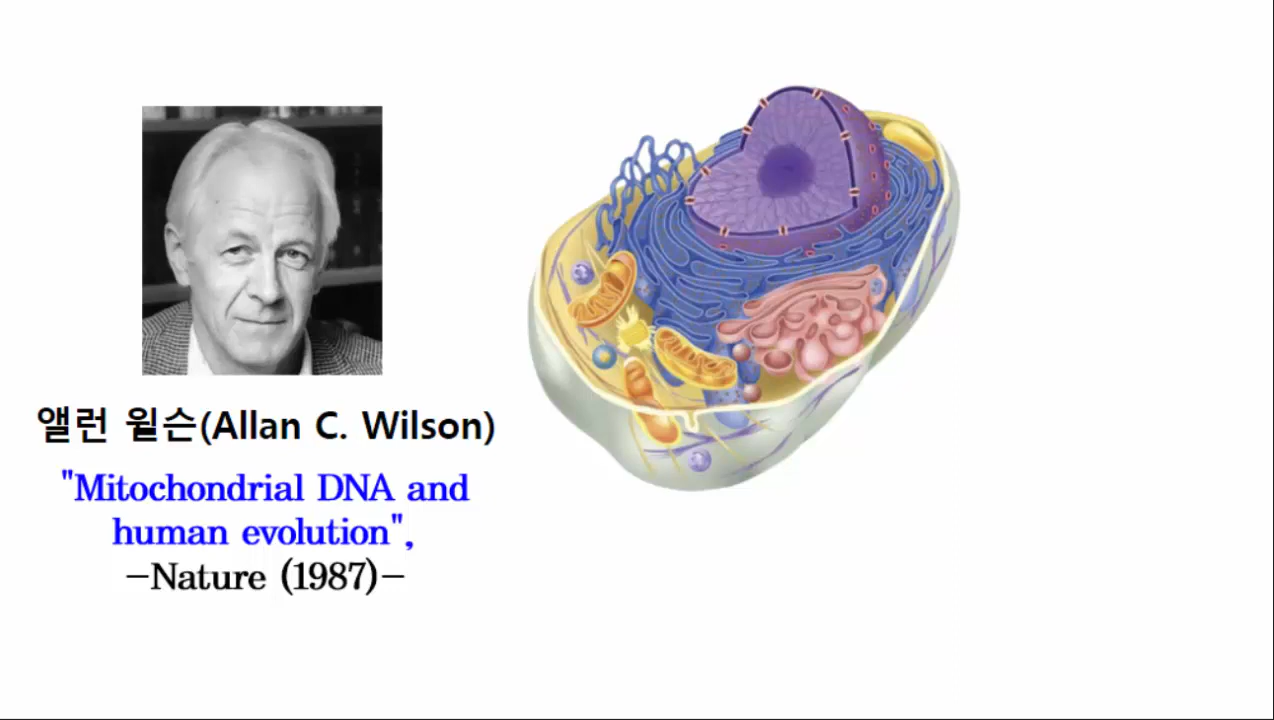 앨런 윌슨(Allan C. Wilson)
"Mitochondrial DNA and
human evolution",
−Nature (1987)−